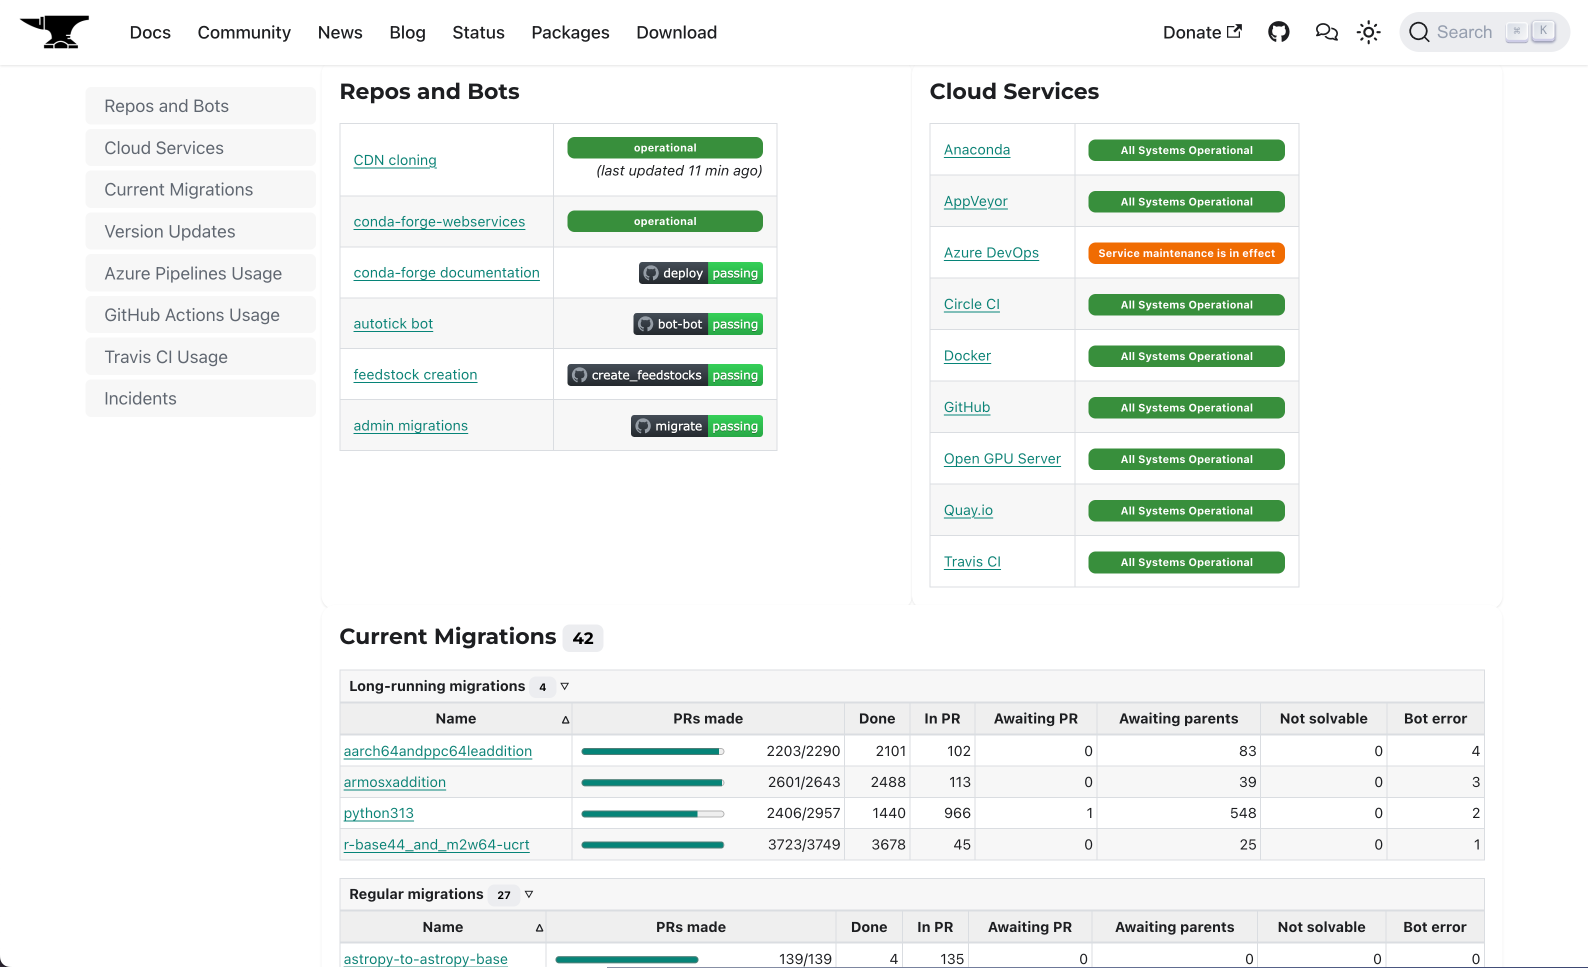 Docs Community News Blog Status Packages Download Donate Search ⌘ K
Repos and Bots
Cloud Services
Current Migrations
Version Updates
Azure Pipelines Usage
GitHub Actions Usage
Travis CI Usage
Incidents
Repos and Bots
CDN cloning operational
(last updated 11 min ago)
conda-forge-webservices operational
conda-forge documentation deploy passing
autotick bot bot-bot passing
feedstock creation create_feedstocks passing
admin migrations migrate passing
Cloud Services
Anaconda All Systems Operational
AppVeyor All Systems Operational
Azure DevOps Service maintenance is in effect
Circle CI All Systems Operational
Docker All Systems Operational
GitHub All Systems Operational
Open GPU Server All Systems Operational
Quay.io All Systems Operational
Travis CI All Systems Operational
Current Migrations 42
Long-running migrations 4 ▽
Name △ PRs made Done In PR Awaiting PR Awaiting parents Not solvable Bot error
aarch64andppc64leaddition 2203/2290 2101 102 0 83 0 4
armosxaddition 2601/2643 2488 113 0 39 0 3
python313 2406/2957 1440 966 1 548 0 2
r-base44_and_m2w64-ucrt 3723/3749 3678 45 0 25 0 1
Regular migrations 27 ▽
Name △ PRs made Done In PR Awaiting PR Awaiting parents Not solvable Bot error
astropy-to-astropy-base 139/139 4 135 0 0 0 0